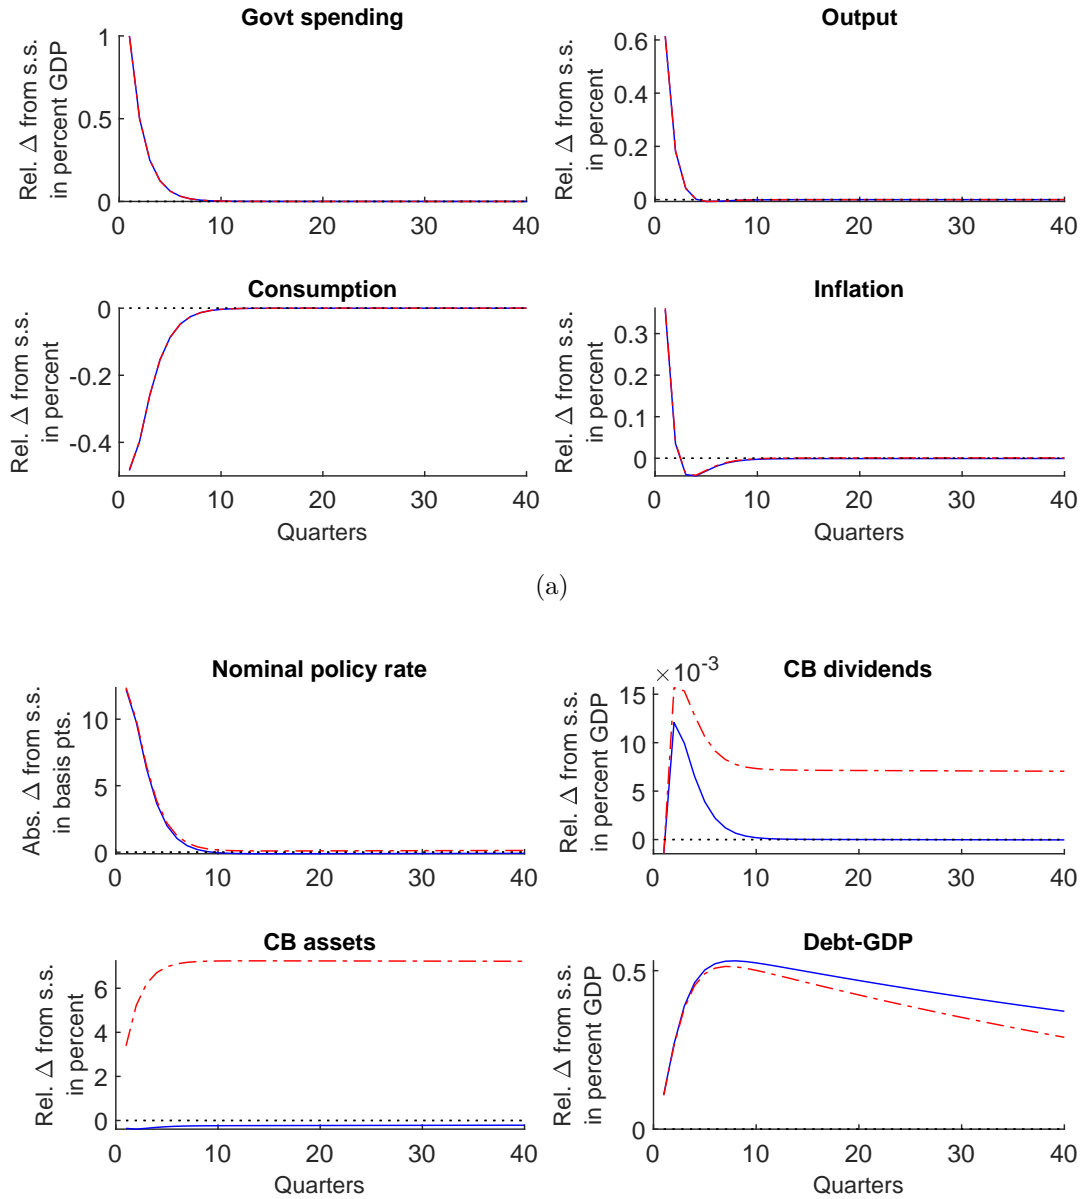 Govt spending
Rel. Δ from s.s.
in percent GDP
1
0.5
0
0
10
20
30
40
Output
Rel. Δ from s.s.
in percent
0.6
0.4
0.2
0
0
10
20
30
40
Consumption
Rel. Δ from s.s.
in percent
0
-0.2
-0.4
0
10
20
30
40
Quarters
Inflation
Rel. Δ from s.s.
in percent
0.3
0.2
0.1
0
0
10
20
30
40
Quarters
(a)
Nominal policy rate
Abs. Δ from s.s.
in basis pts.
10
5
0
0
10
20
30
40
CB dividends
×10-3
Rel. Δ from s.s.
in percent GDP
15
10
5
0
0
10
20
30
40
CB assets
Rel. Δ from s.s.
in percent
6
4
2
0
0
10
20
30
40
Quarters
Debt-GDP
Rel. Δ from s.s.
in percent GDP
0.5
0
0
10
20
30
40
Quarters